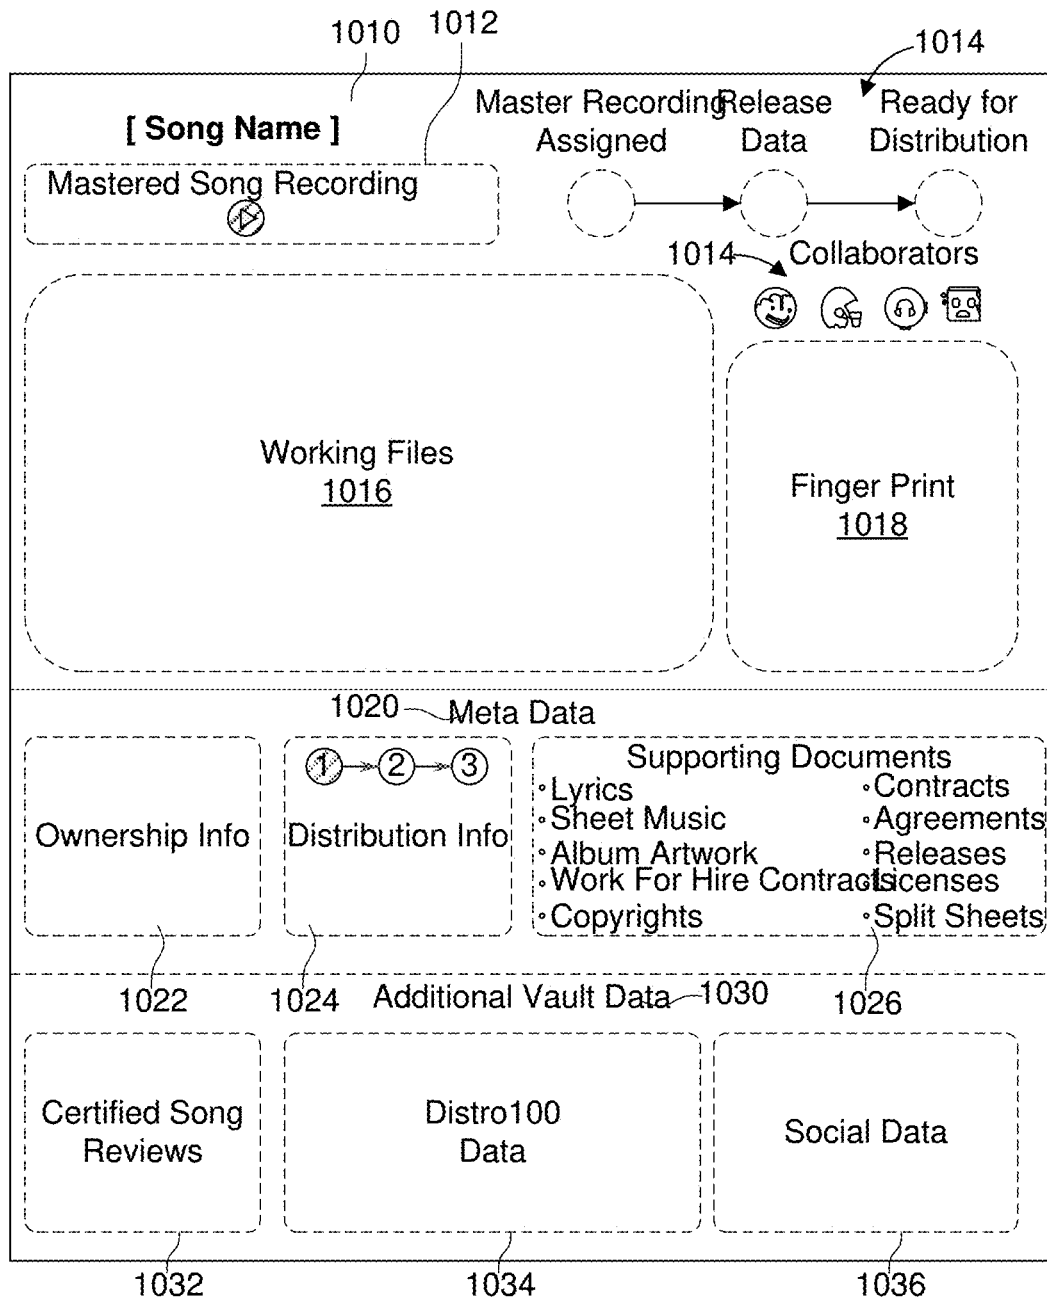 1010
1012
1014
[ Song Name ]
Master Recording
Assigned
Release
Data
Ready for
Distribution
Mastered Song Recording
1014
Collaborators
Working Files
1016
Finger Print
1018
1020
Meta Data
Ownership Info
1
2
3
Distribution Info
Supporting Documents
Lyrics
Sheet Music
Album Artwork
Work For Hire Contracts
Copyrights
Contracts
Agreements
Releases
Licenses
Split Sheets
1022
1024
1026
Additional Vault Data
1030
Certified Song
Reviews
Distro100
Data
Social Data
1032
1034
1036